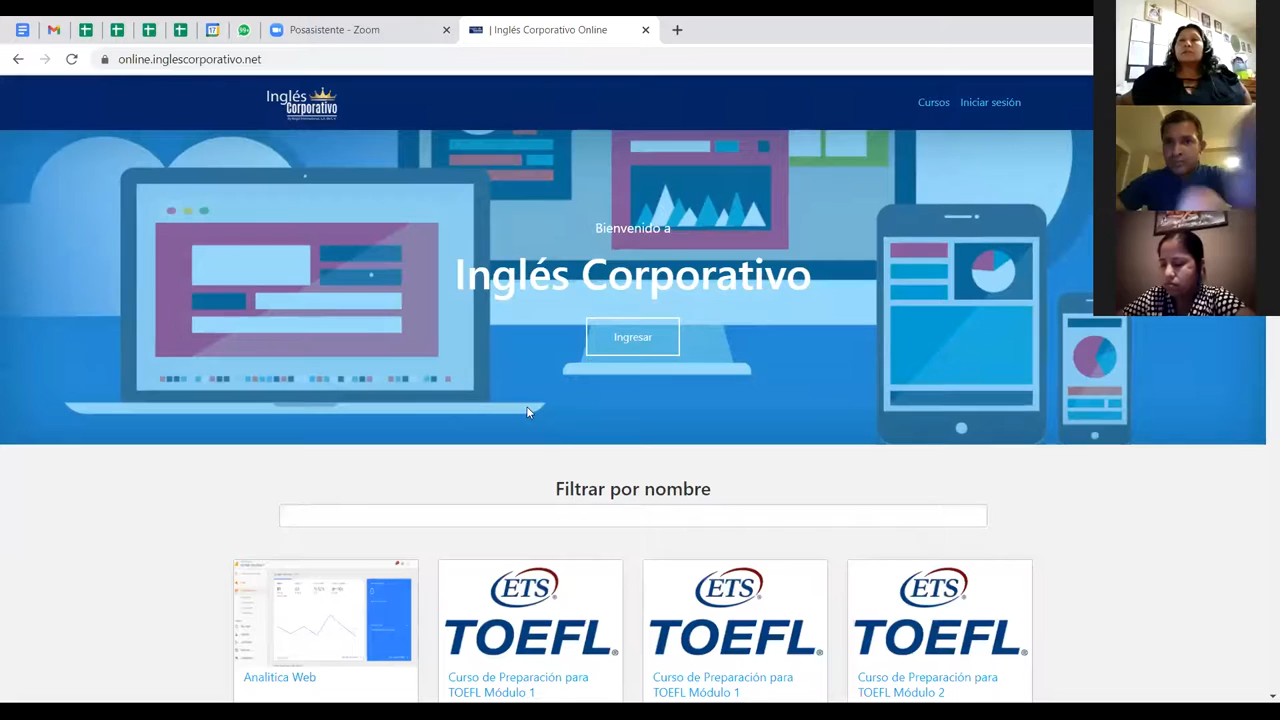 Posasistente - Zoom
| Inglés Corporativo Online
online.inglescorporativo.net
Inglés
Corporativo
Cursos
Iniciar sesión
Bienvenido a
Inglés Corporativo
Ingresar
Filtrar por nombre
ETS
TOEFL
ETS
TOEFL
ETS
TOEFL
Analitica Web
Curso de Preparación para
TOEFL Módulo 1
Curso de Preparación para
TOEFL Módulo 1
Curso de Preparación para
TOEFL Módulo 2